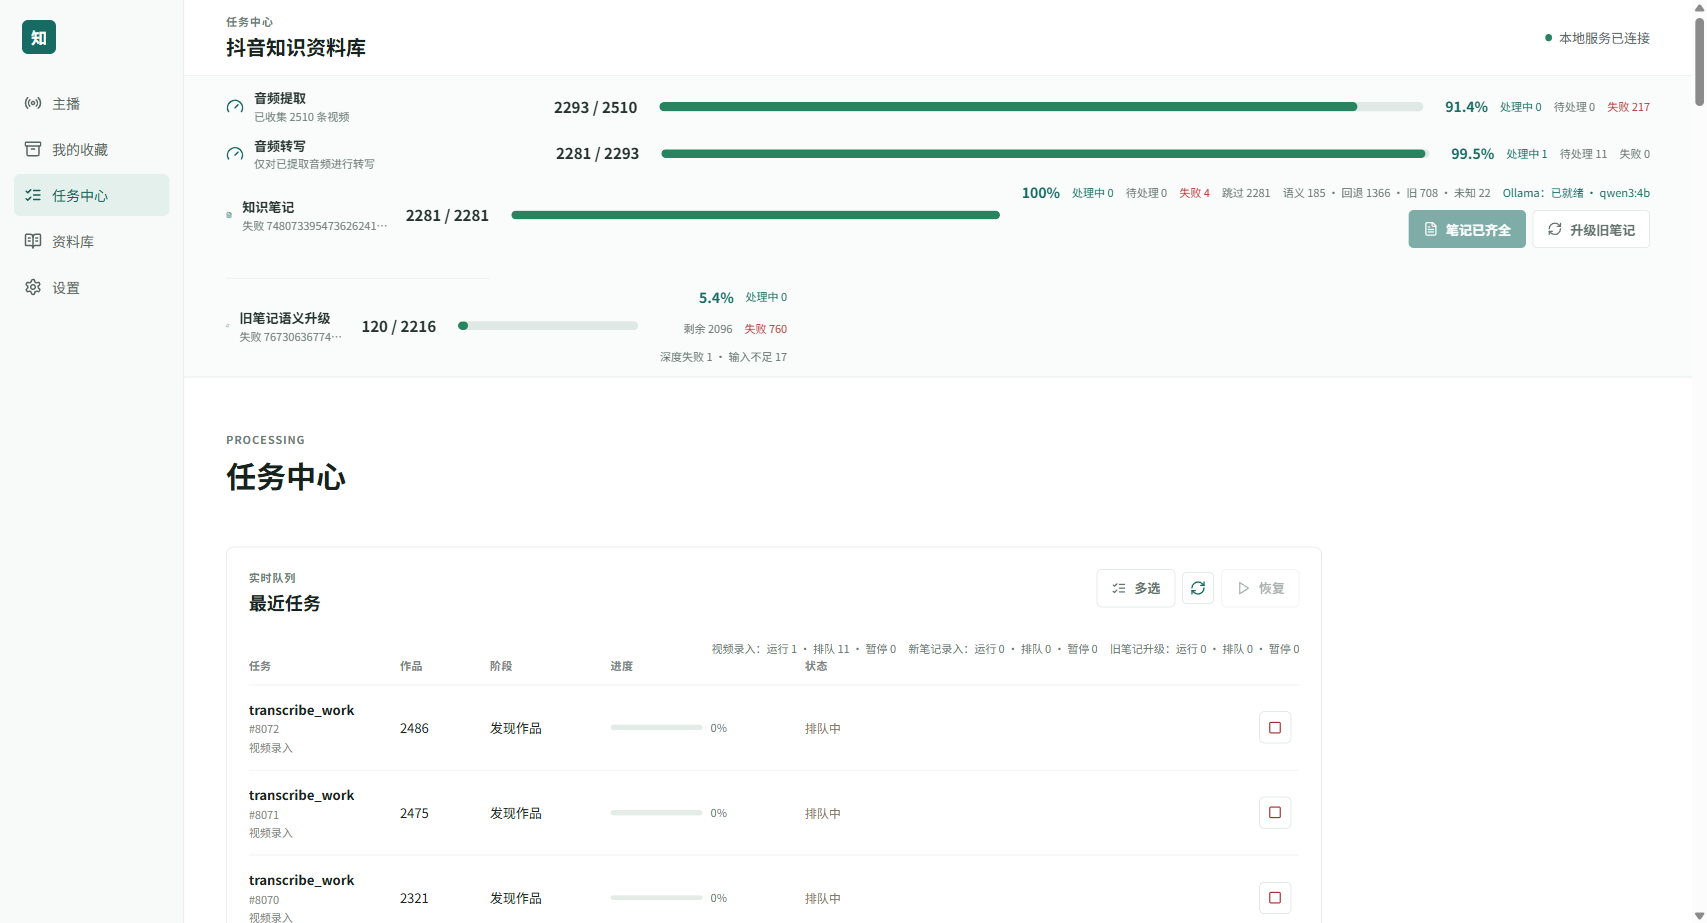 知
主播
我的收藏
任务中心
资料库
设置
任务中心
抖音知识资料库
本地服务已连接
音频提取
已收集 2510 条视频
2293 / 2510
91.4% 处理中 0 待处理 0 失败 217
音频转写
仅对已提取音频进行转写
2281 / 2293
99.5% 处理中 1 待处理 11 失败 0
知识笔记
失败 748073395473626241…
2281 / 2281
100% 处理中 0 待处理 0 失败 4 跳过 2281 语义 185 · 回退 1366 · 旧 708 · 未知 22 Ollama：已就绪 · qwen3:4b
笔记已齐全
升级旧笔记
旧笔记语义升级
失败 76730636774…
120 / 2216
5.4% 处理中 0
剩余 2096 失败 760
深度失败 1 · 输入不足 17
PROCESSING
任务中心
实时队列
最近任务
多选
恢复
视频录入：运行 1 · 排队 11 · 暂停 0 新笔记录入：运行 0 · 排队 0 · 暂停 0 旧笔记升级：运行 0 · 排队 0 · 暂停 0
任务 作品 阶段 进度 状态
transcribe_work
#8072
视频录入
2486 发现作品 0% 排队中
transcribe_work
#8071
视频录入
2475 发现作品 0% 排队中
transcribe_work
#8070
视频录入
2321 发现作品 0% 排队中